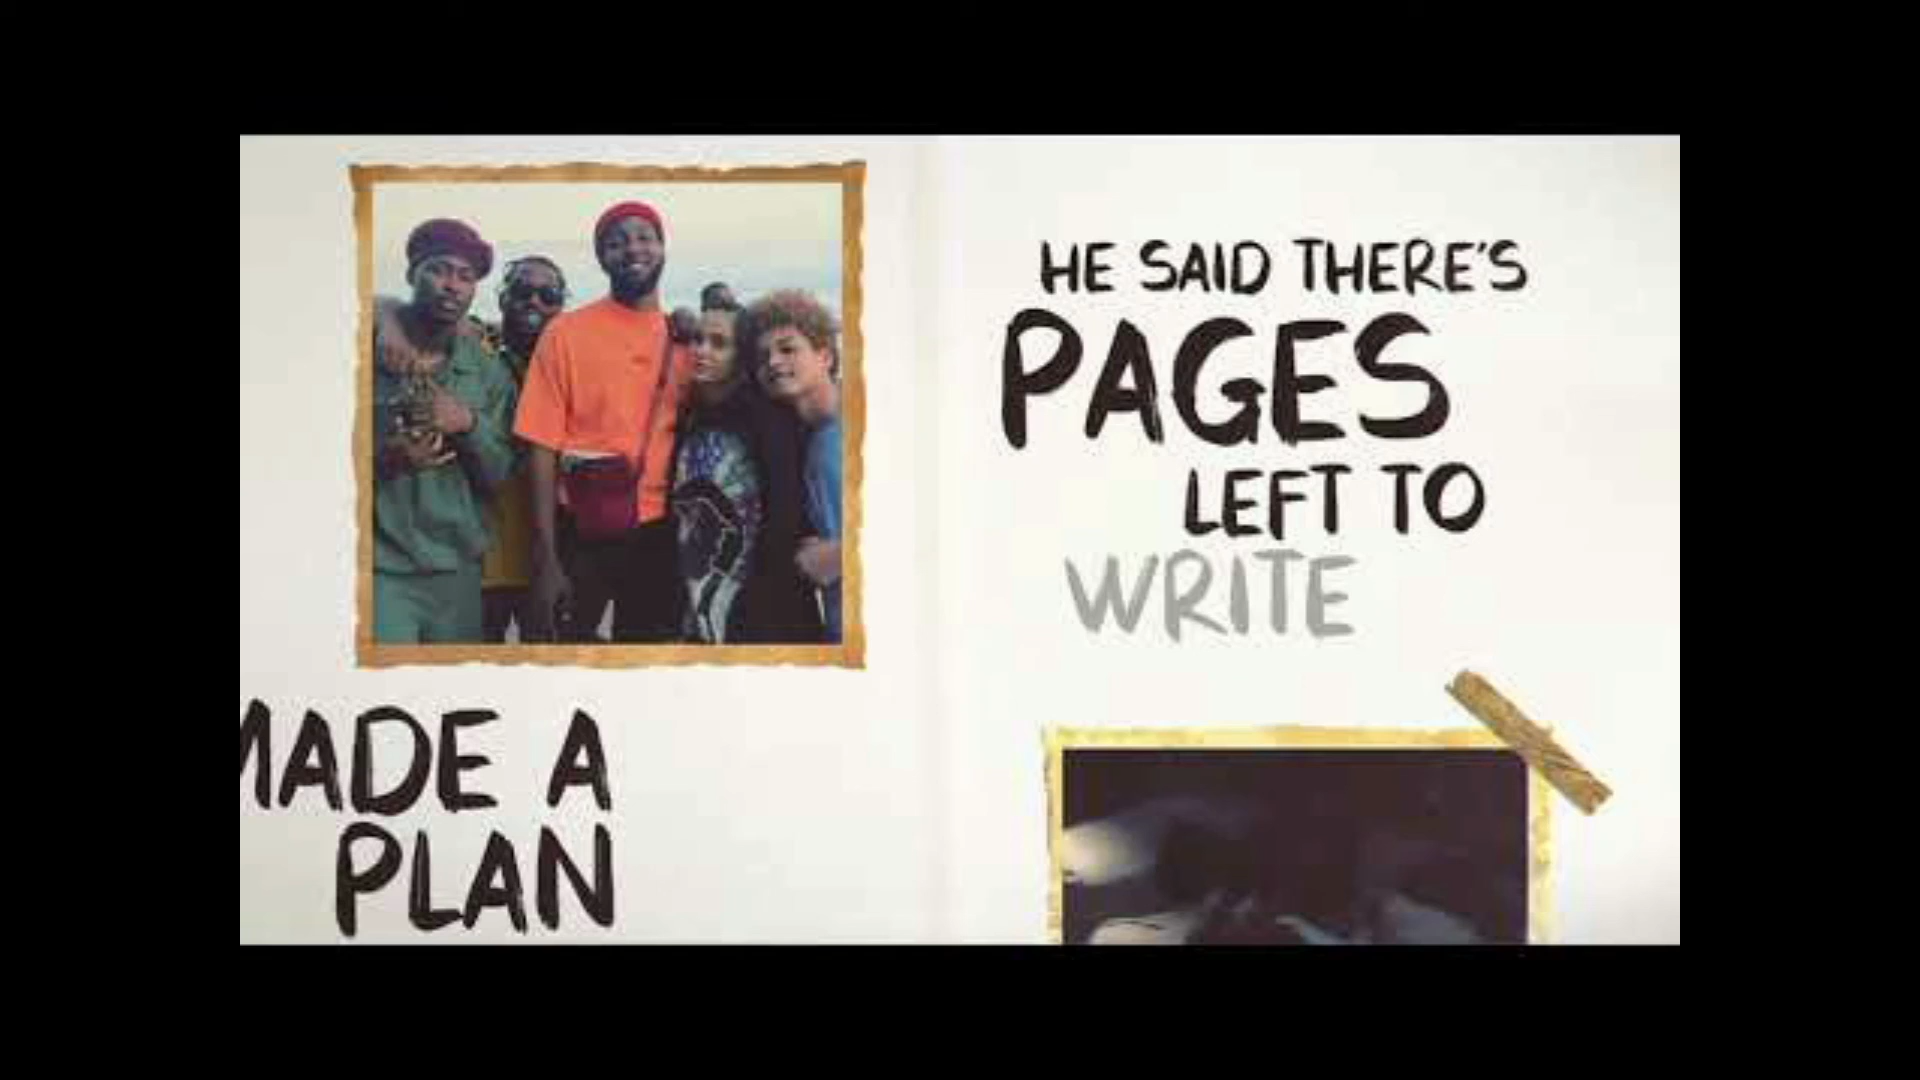 MADE A
PLAN
HE SAID THERE'S
PAGES
LEFT TO
WRITE